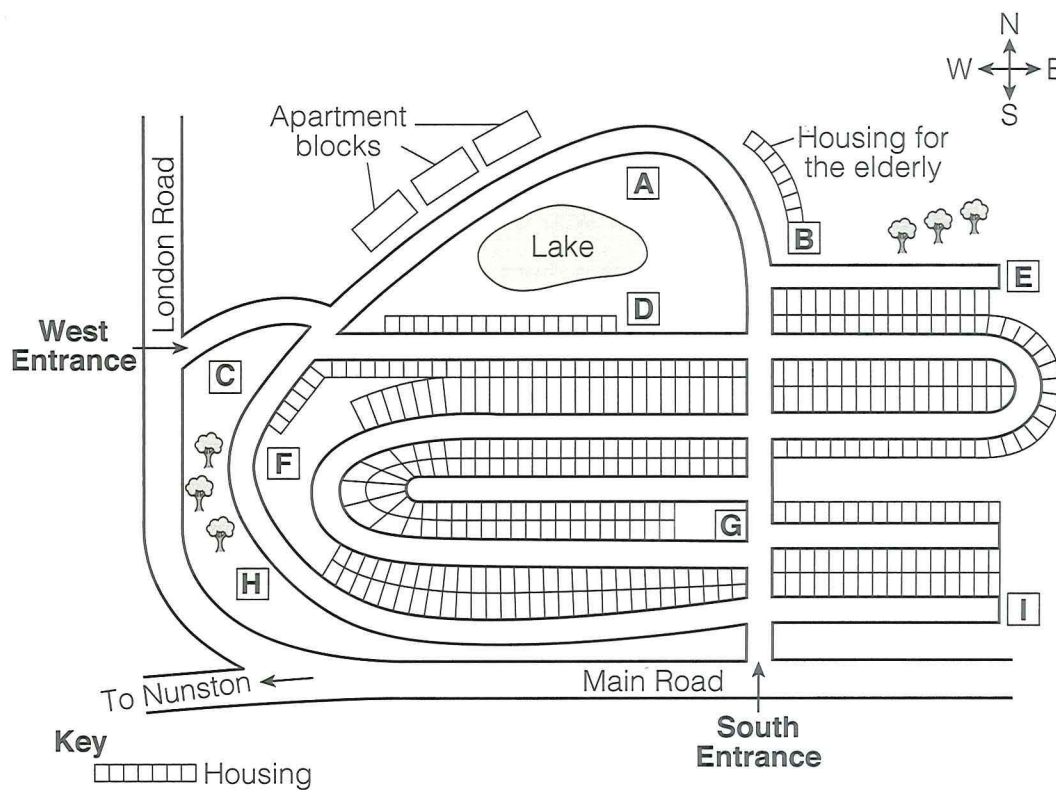 N
W
E
S
Apartment
blocks
Housing for
the elderly
London Road
A
B
Lake
E
D
West
Entrance
C
F
G
H
I
To Nunston
Main Road
South
Entrance
Key
Housing